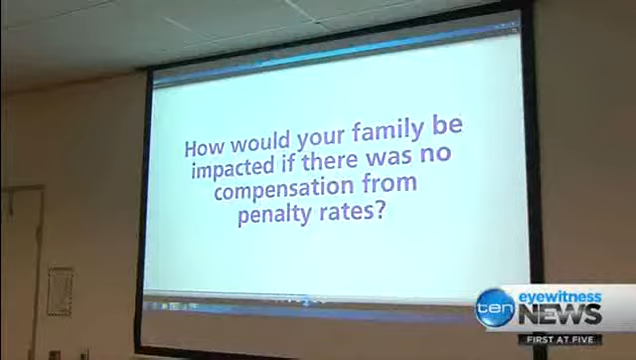 How would your family be
impacted if there was no
compensation from
penalty rates?
ten
eyewitness
NEWS
FIRST AT FIVE